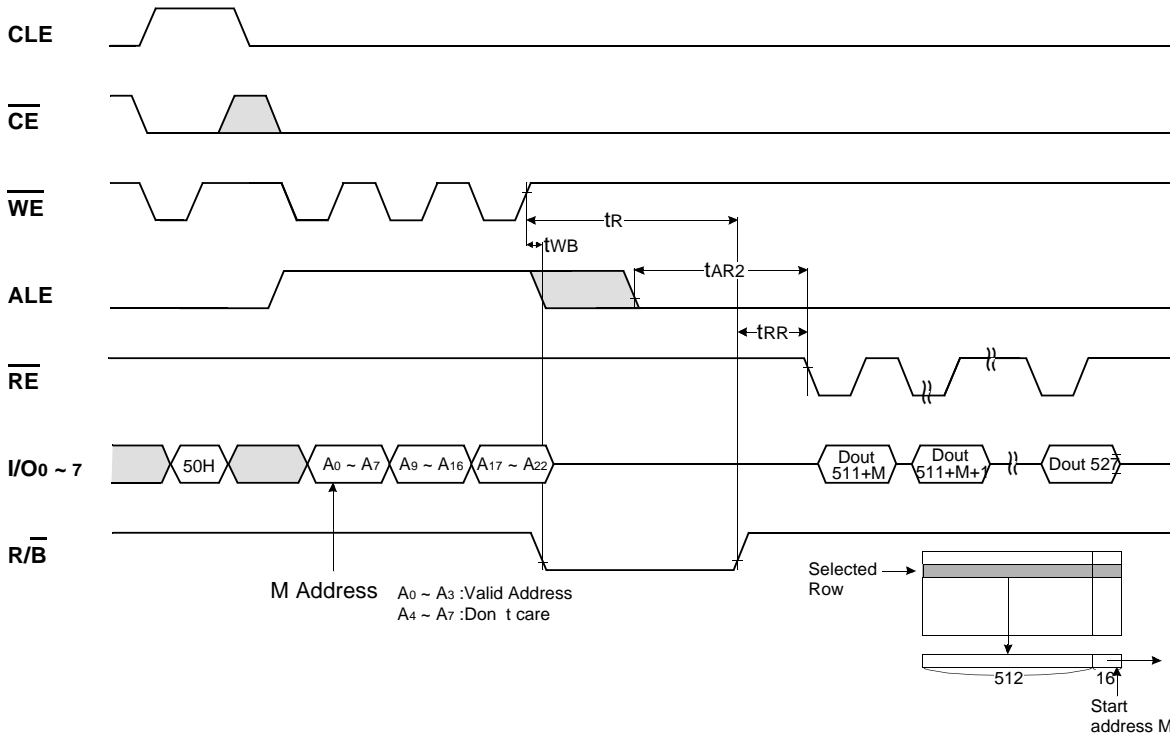 CLE
CE
WE
tR
tWB
ALE
tAR2
tRR
RE
I/O0 ~ 7
50H
A0 ~ A7
A9 ~ A16
A17 ~ A22
Dout
511+M
Dout
511+M+1
Dout 527
R/B
M Address
A0 ~ A3 :Valid Address
A4 ~ A7 :Don t care
Selected
Row
512
16
Start
address M